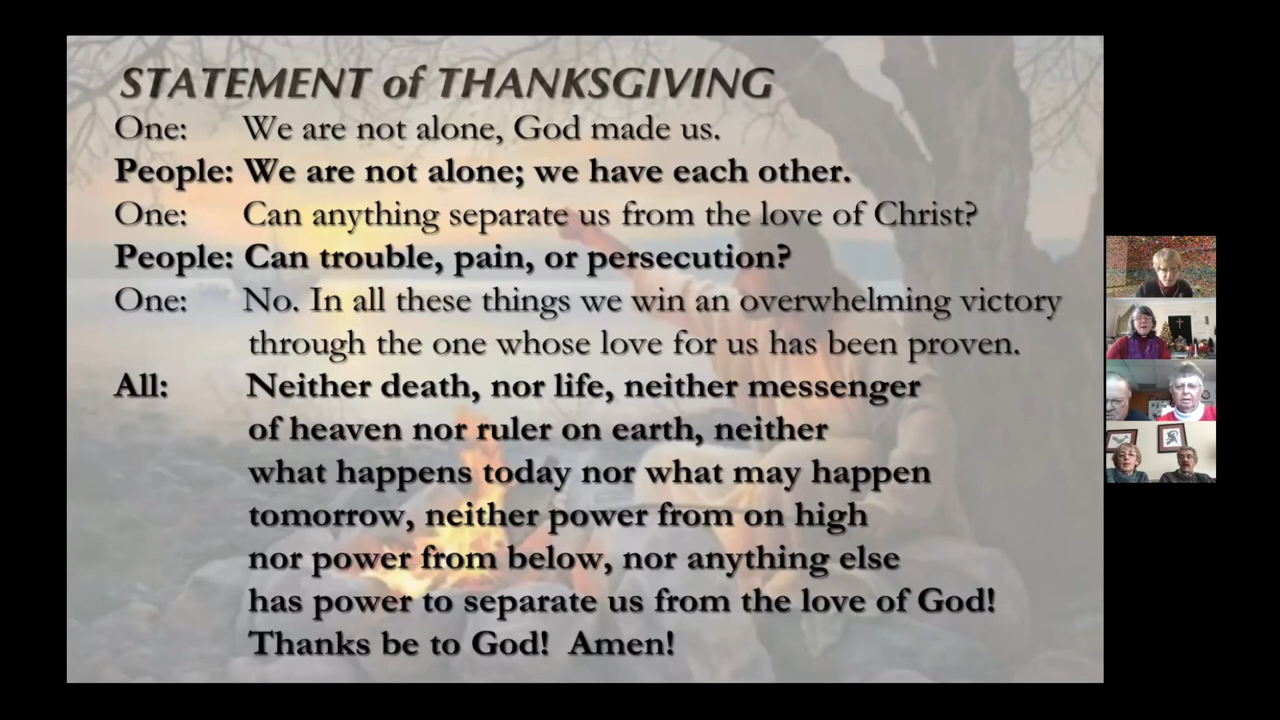 STATEMENT of THANKSGIVING
One: We are not alone, God made us.
People: We are not alone; we have each other.
One: Can anything separate us from the love of Christ?
People: Can trouble, pain, or persecution?
One: No. In all these things we win an overwhelming victory
through the one whose love for us has been proven.
All: Neither death, nor life, neither messenger
of heaven nor ruler on earth, neither
what happens today nor what may happen
tomorrow, neither power from on high
nor power from below, nor anything else
has power to separate us from the love of God!
Thanks be to God! Amen!